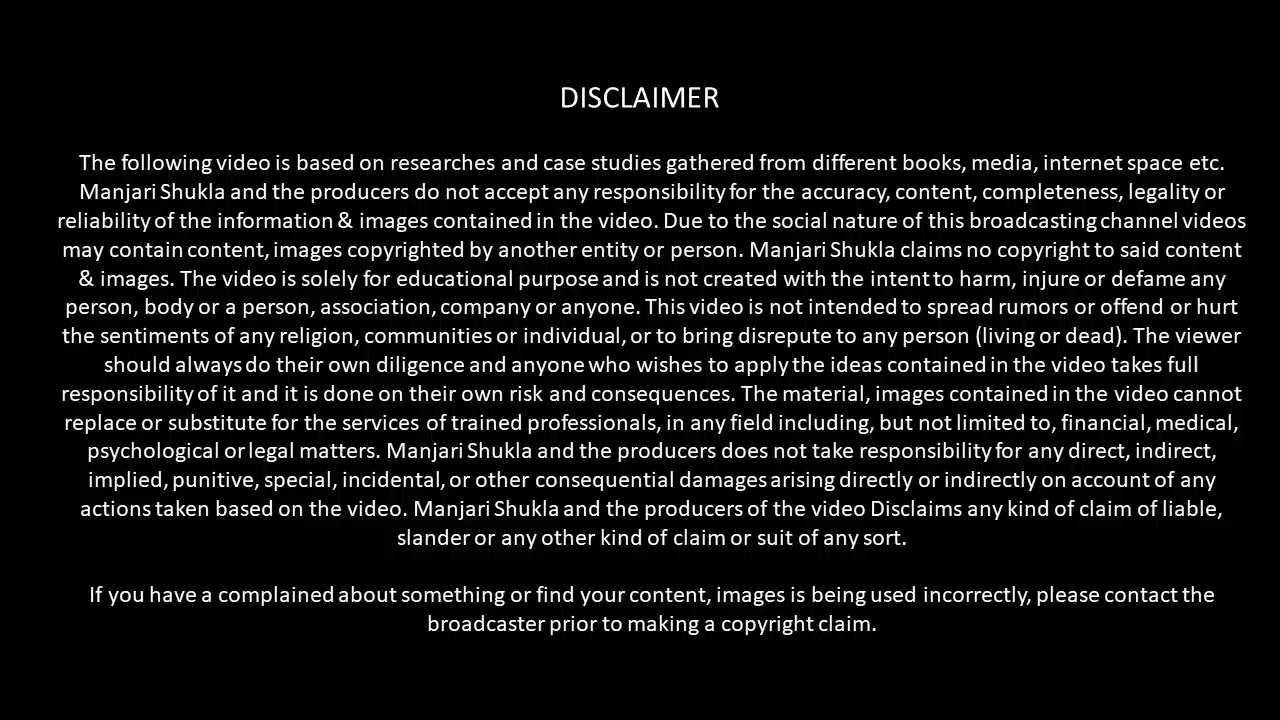 DISCLAIMER
The following video is based on researches and case studies gathered from different books, media, internet space etc.
Manjari Shukla and the producers do not accept any responsibility for the accuracy, content, completeness, legality or
reliability of the information & images contained in the video. Due to the social nature of this broadcasting channel videos
may contain content, images copyrighted by another entity or person. Manjari Shukla claims no copyright to said content
& images. The video is solely for educational purpose and is not created with the intent to harm, injure or defame any
person, body or a person, association, company or anyone. This video is not intended to spread rumors or offend or hurt
the sentiments of any religion, communities or individual, or to bring disrepute to any person (living or dead). The viewer
should always do their own diligence and anyone who wishes to apply the ideas contained in the video takes full
responsibility of it and it is done on their own risk and consequences. The material, images contained in the video cannot
replace or substitute for the services of trained professionals, in any field including, but not limited to, financial, medical,
psychological or legal matters. Manjari Shukla and the producers does not take responsibility for any direct, indirect,
implied, punitive, special, incidental, or other consequential damages arising directly or indirectly on account of any
actions taken based on the video. Manjari Shukla and the producers of the video Disclaims any kind of claim of liable,
slander or any other kind of claim or suit of any sort.
If you have a complained about something or find your content, images is being used incorrectly, please contact the
broadcaster prior to making a copyright claim.